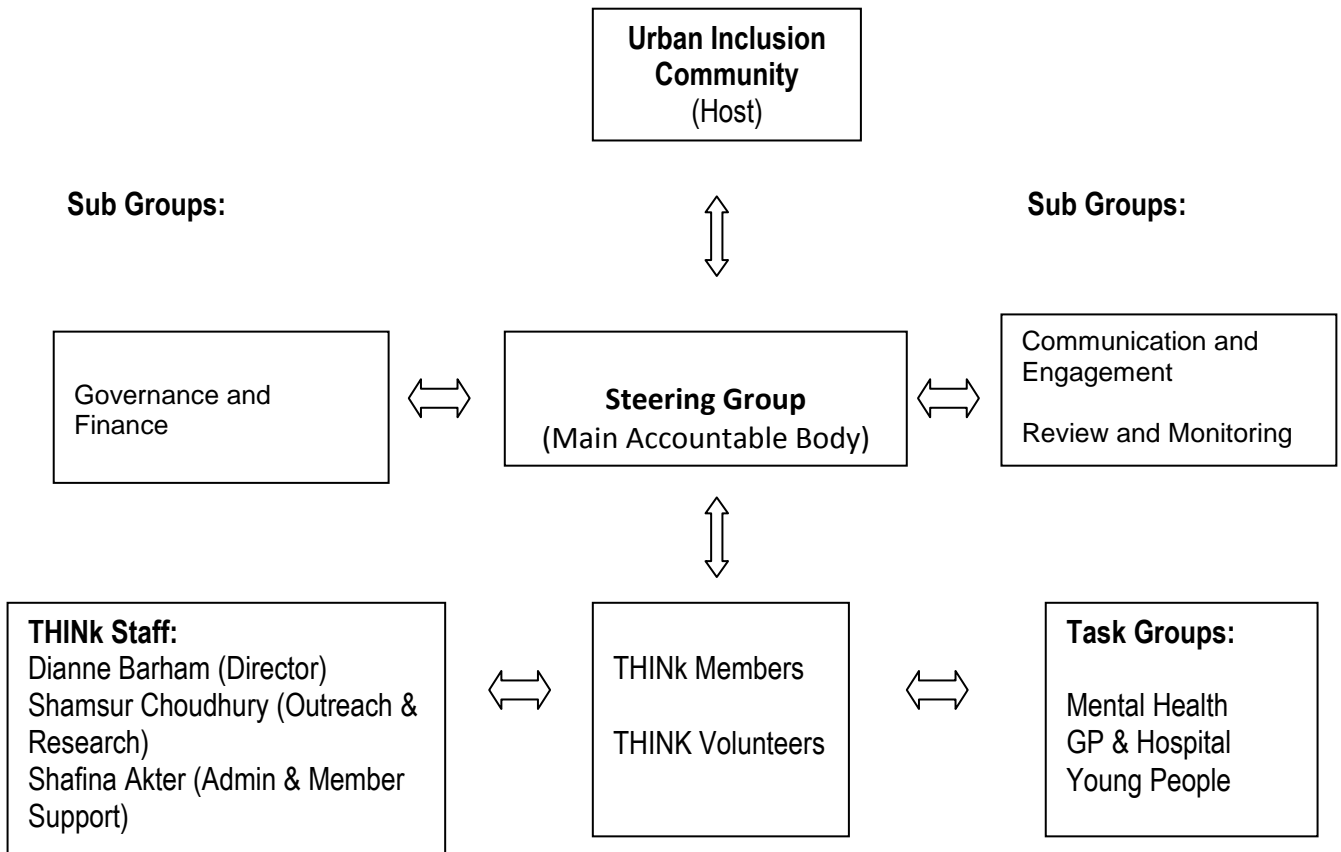 Urban Inclusion
Community
(Host)
Sub Groups:
Sub Groups:
Governance and
Finance
Steering Group
(Main Accountable Body)
Communication and
Engagement
Review and Monitoring
THINk Staff:
Dianne Barham (Director)
Shamsur Choudhury (Outreach &
Research)
Shafina Akter (Admin & Member
Support)
THINk Members
THINK Volunteers
Task Groups:
Mental Health
GP & Hospital
Young People